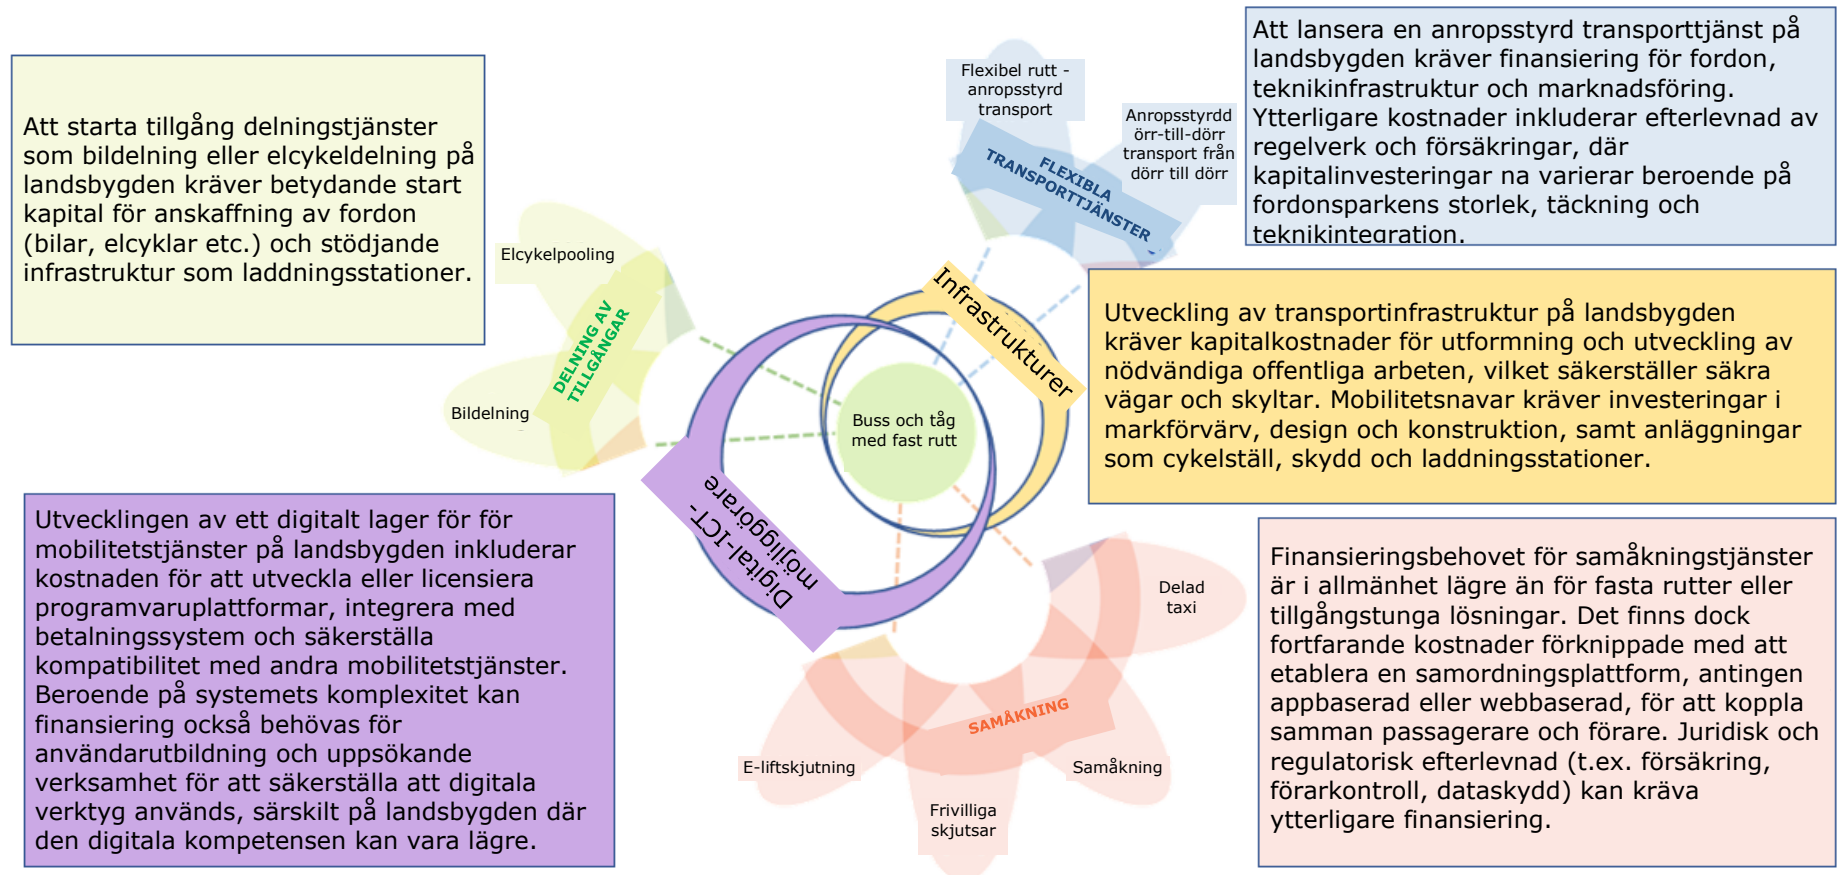 Att starta tillgång delningstjänster
som bildelning eller elcykeldelning på
landsbygden kräver betydande start
kapital för anskaffning av fordon
(bilar, elcyklar etc.) och stödjande
infrastruktur som laddningsstationer.
Flexibel rutt -
anropsstyrd
transport
Anropsstyrdd
örr-till-dörr
transport från
dörr till dörr
FLEXIBLA
TRANSPORTTJÄNSTER
Att lansera en anropsstyrd transporttjänst på
landsbygden kräver finansiering för fordon,
teknikinfrastruktur och marknadsföring.
Ytterligare kostnader inkluderar efterlevnad av
regelverk och försäkringar, där
kapitalinvesteringar na varierar beroende på
fordonsparkens storlek, täckning och
teknikintegration.
Elcykelpooling
DELNING AV
TILLGÅNGAR
Bildelning
Infrastrukturer
Buss och tåg
med fast rutt
Utveckling av transportinfrastruktur på landsbygden
kräver kapitalkostnader för utformning och utveckling av
nödvändiga offentliga arbeten, vilket säkerställer säkra
vägar och skyltar. Mobilitetsnavar kräver investeringar i
markförvärv, design och konstruktion, samt anläggningar
som cykelställ, skydd och laddningsstationer.
Digital-ICT-
möjliggörare
Utvecklingen av ett digitalt lager för för
mobilitetstjänster på landsbygden inkluderar
kostnaden för att utveckla eller licensiera
programvaruplattformar, integrera med
betalningssystem och säkerställa
kompatibilitet med andra mobilitetstjänster.
Beroende på systemets komplexitet kan
finansiering också behövas för
användarutbildning och uppsökande
verksamhet för att säkerställa att digitala
verktyg används, särskilt på landsbygden där
den digitala kompetensen kan vara lägre.
Delad
taxi
SAMÅKNING
E-liftskjutning
Samåkning
Frivilliga
skjutsar
Finansieringsbehovet för samåkningstjänster
är i allmänhet lägre än för fasta rutter eller
tillgångstunga lösningar. Det finns dock
fortfarande kostnader förknippade med att
etablera en samordningsplattform, antingen
appbaserad eller webbaserad, för att koppla
samman passagerare och förare. Juridisk och
regulatorisk efterlevnad (t.ex. försäkring,
förarkontroll, dataskydd) kan kräva
ytterligare finansiering.